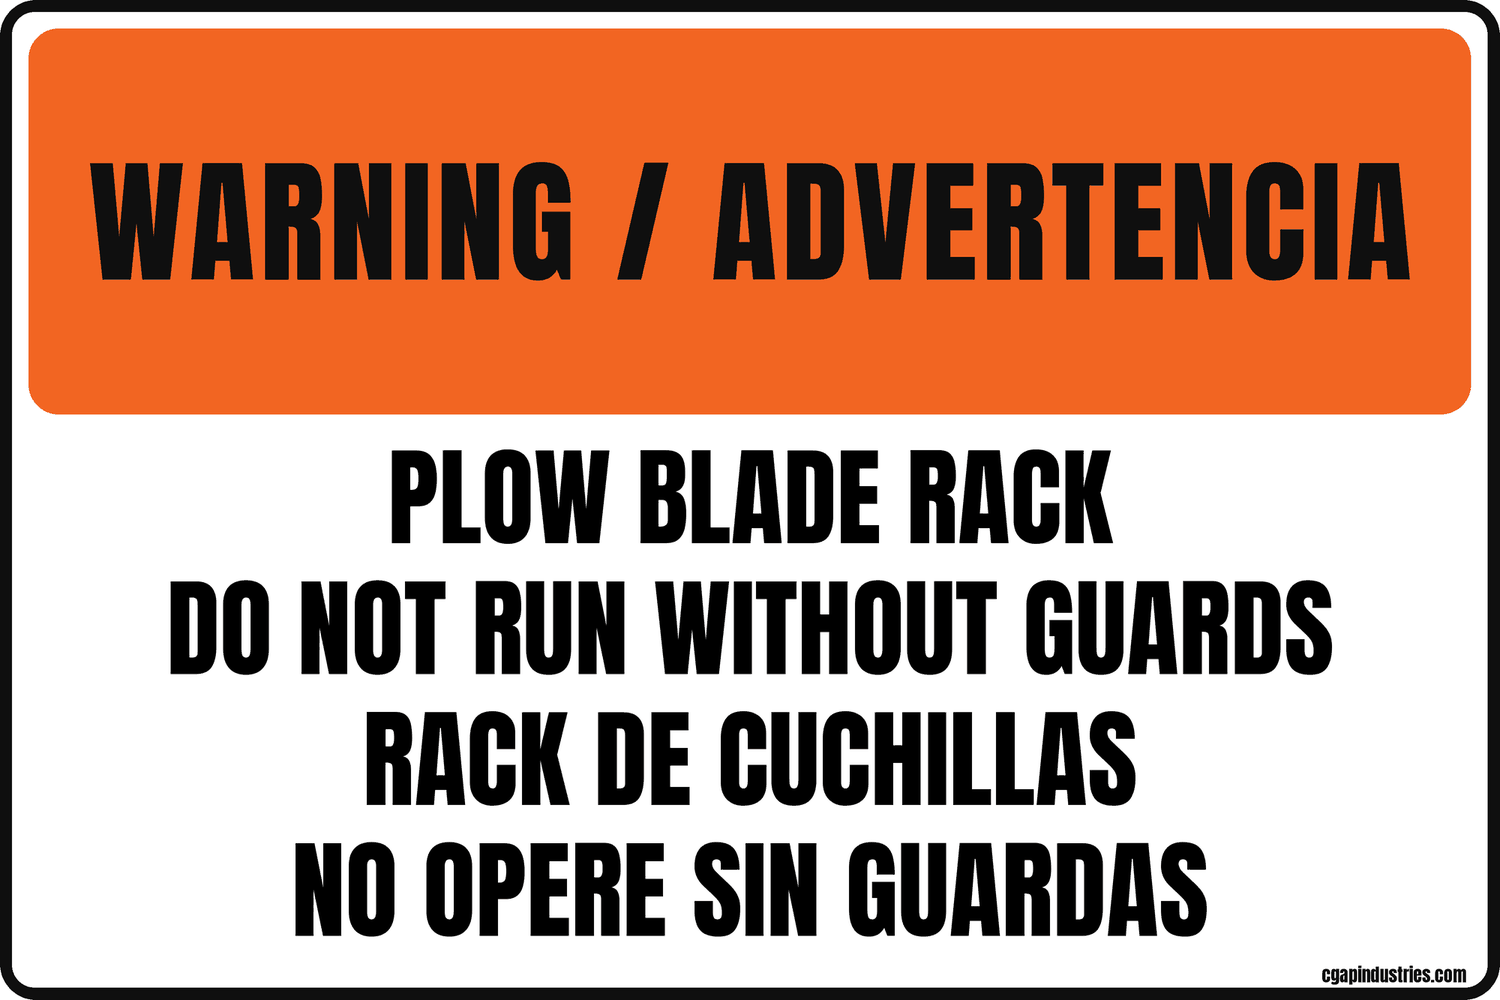 WARNING / ADVERTENCIA
PLOW BLADE RACK
DO NOT RUN WITHOUT GUARDS
RACK DE CUCHILLAS
NO OPERE SIN GUARDAS
cgapindustries.com